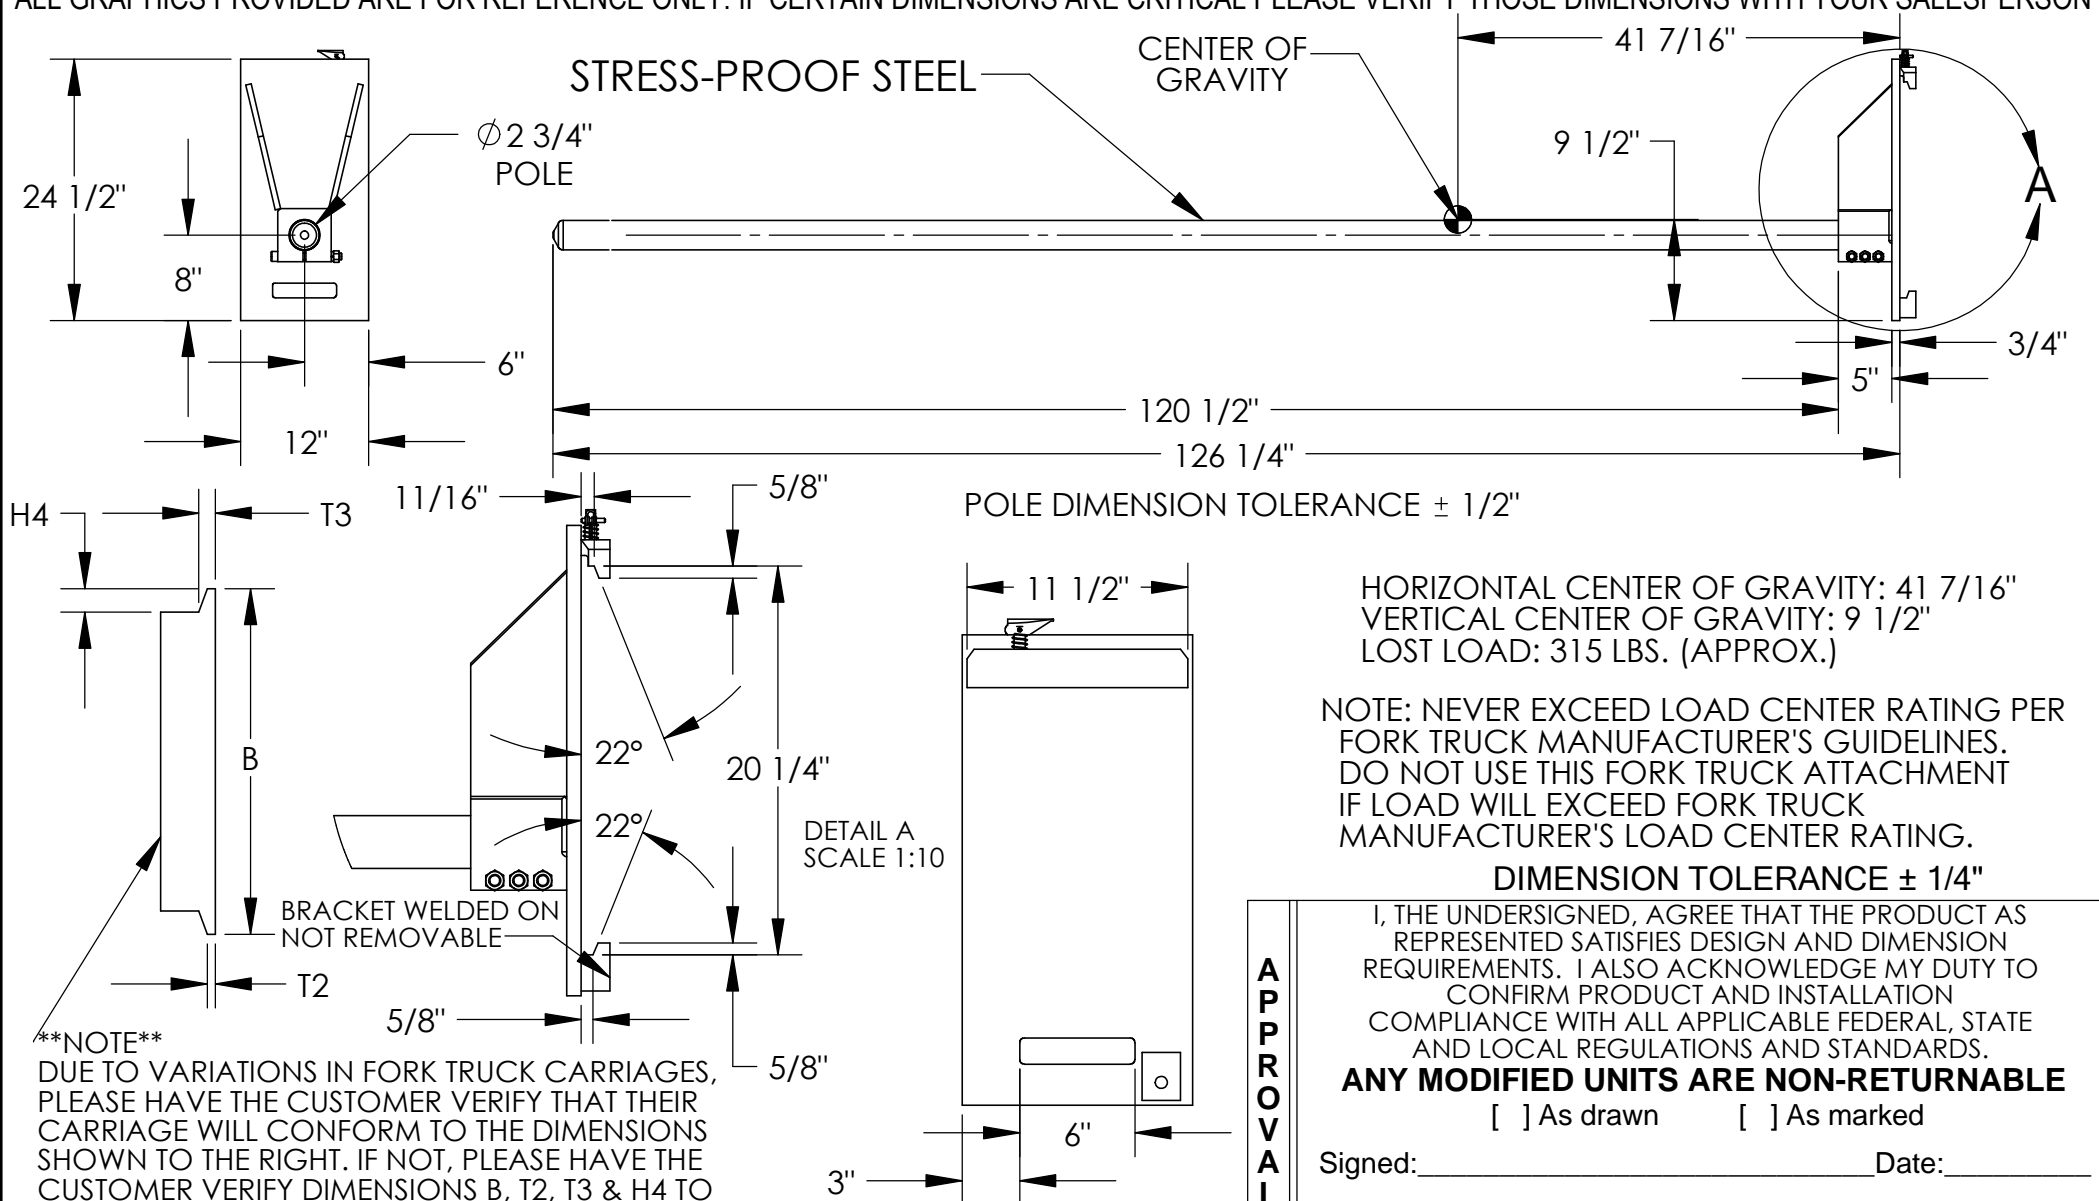 ALL GRAPHICS PROVIDED ARE FOR REFERENCE ONLY. IF CERTAIN DIMENSIONS ARE CRITICAL PLEASE VERIFY THOSE DIMENSIONS WITH YOUR SALESPERSON
24 1/2"
8"
6"
12"
∅2 3/4"
POLE
STRESS-PROOF STEEL
CENTER OF
GRAVITY
41 7/16"
9 1/2"
A
3/4"
5"
120 1/2"
126 1/4"
POLE DIMENSION TOLERANCE ± 1/2"
H4
T3
B
T2
11/16"
5/8"
22°
22°
20 1/4"
DETAIL A
SCALE 1:10
BRACKET WELDED ON
NOT REMOVABLE
5/8"
5/8"
11 1/2"
6"
3"
**NOTE**
DUE TO VARIATIONS IN FORK TRUCK CARRIAGES,
PLEASE HAVE THE CUSTOMER VERIFY THAT THEIR
CARRIAGE WILL CONFORM TO THE DIMENSIONS
SHOWN TO THE RIGHT. IF NOT, PLEASE HAVE THE
CUSTOMER VERIFY DIMENSIONS B, T2, T3 & H4 TO
HORIZONTAL CENTER OF GRAVITY: 41 7/16"
VERTICAL CENTER OF GRAVITY: 9 1/2"
LOST LOAD: 315 LBS. (APPROX.)
NOTE: NEVER EXCEED LOAD CENTER RATING PER
FORK TRUCK MANUFACTURER'S GUIDELINES.
DO NOT USE THIS FORK TRUCK ATTACHMENT
IF LOAD WILL EXCEED FORK TRUCK
MANUFACTURER'S LOAD CENTER RATING.
DIMENSION TOLERANCE ± 1/4"
APPROVAL
I, THE UNDERSIGNED, AGREE THAT THE PRODUCT AS
REPRESENTED SATISFIES DESIGN AND DIMENSION
REQUIREMENTS. I ALSO ACKNOWLEDGE MY DUTY TO
CONFIRM PRODUCT AND INSTALLATION
COMPLIANCE WITH ALL APPLICABLE FEDERAL, STATE
AND LOCAL REGULATIONS AND STANDARDS.
ANY MODIFIED UNITS ARE NON-RETURNABLE
[ ] As drawn [ ] As marked
Signed:____________________________Date:_________